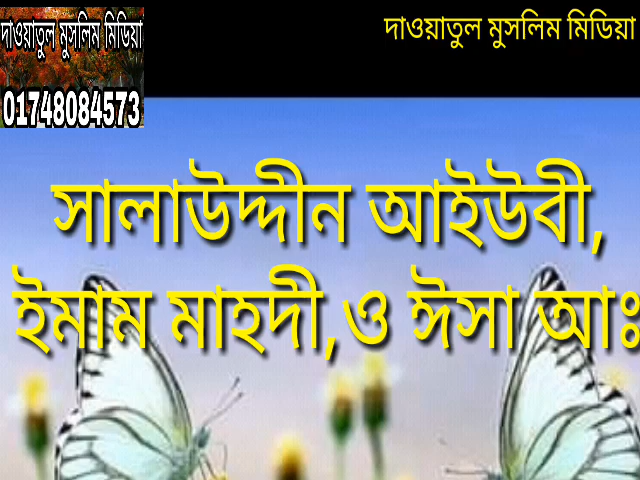 দাওয়াতুল মুসলিম মিডিয়া
01748084573
দাওয়াতুল মুসলিম মিডিয়া
সালাউদ্দীন আইউবী,
ইমাম মাহদী,ও ঈসা আঃ